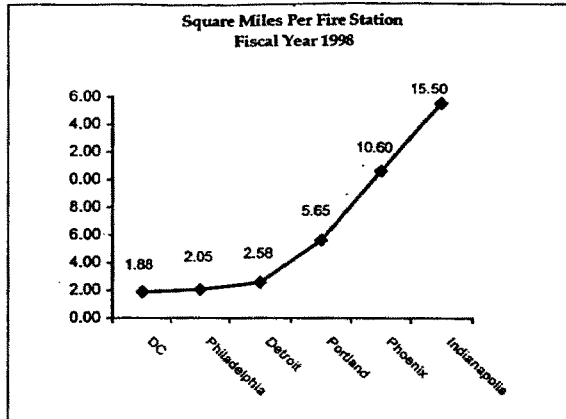 Square Miles Per Fire Station
Fiscal Year 1998
6.00
4.00
2.00
0.00
8.00
6.00
4.00
2.00
0.00
1.88
2.05
2.58
5.65
10.60
15.50
DC
Philadelphia
Detroit
Portland
Phoenix
Indianapolis